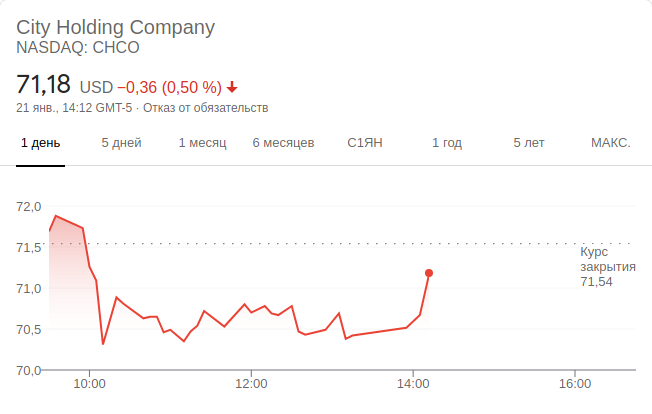 City Holding Company
NASDAQ: CHCO
71,18 USD −0,36 (0,50 %)
21 янв., 14:12 GMT-5 · Отказ от обязательств
1 день 5 дней 1 месяц 6 месяцев С1ЯН 1 год 5 лет МАКС.
72,0
71,5
Курс
закрытия
71,54
71,0
70,5
70,0
10:00 12:00 14:00 16:00